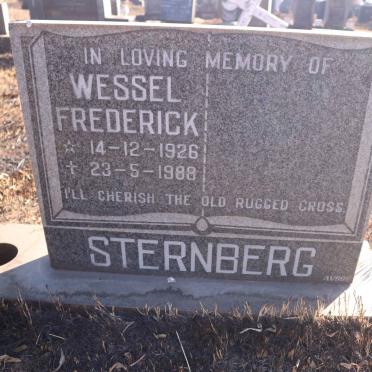 IN LOVING MEMORY OF
WESSEL
FREDERICK
☆ 14-12-1926
✝ 23-5-1988
I'LL CHERISH THE OLD RUGGED CROSS
STERNBERG